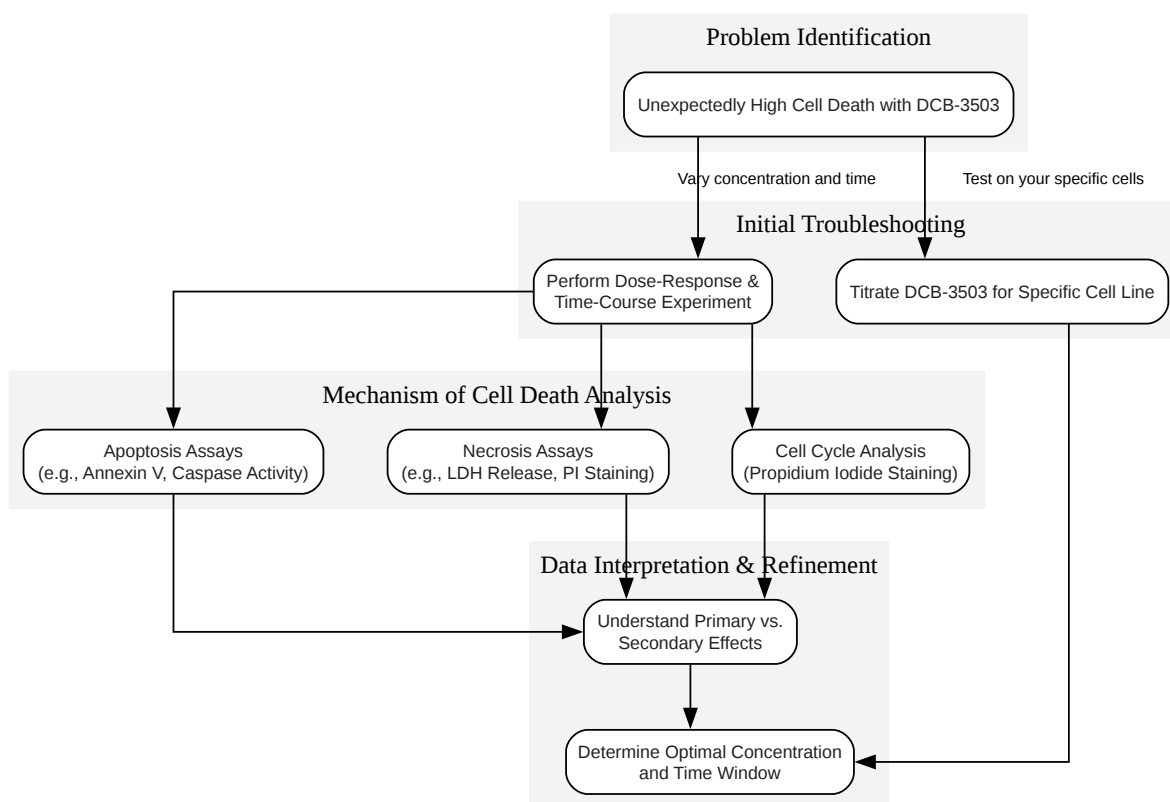 Problem Identification
Unexpectedly High Cell Death with DCB-3503
Vary concentration and time
Test on your specific cells
Initial Troubleshooting
Perform Dose-Response &
Time-Course Experiment
Titrate DCB-3503 for Specific Cell Line
Mechanism of Cell Death Analysis
Apoptosis Assays
(e.g., Annexin V, Caspase Activity)
Necrosis Assays
(e.g., LDH Release, PI Staining)
Cell Cycle Analysis
(Propidium Iodide Staining)
Data Interpretation & Refinement
Understand Primary vs.
Secondary Effects
Determine Optimal Concentration
and Time Window